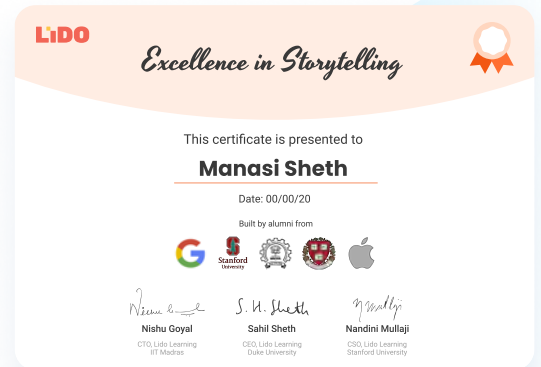 LiDO
Excellence in Storytelling
This certificate is presented to
Manasi Sheth
Date: 00/00/20
Built by alumni from
G
S
Stanford
University
S. H. Sheth
Nishu Goyal
Sahil Sheth
Nandini Mullaji
CTO, Lido Learning
IIT Madras
CEO, Lido Learning
Duke University
CSO, Lido Learning
Stanford University